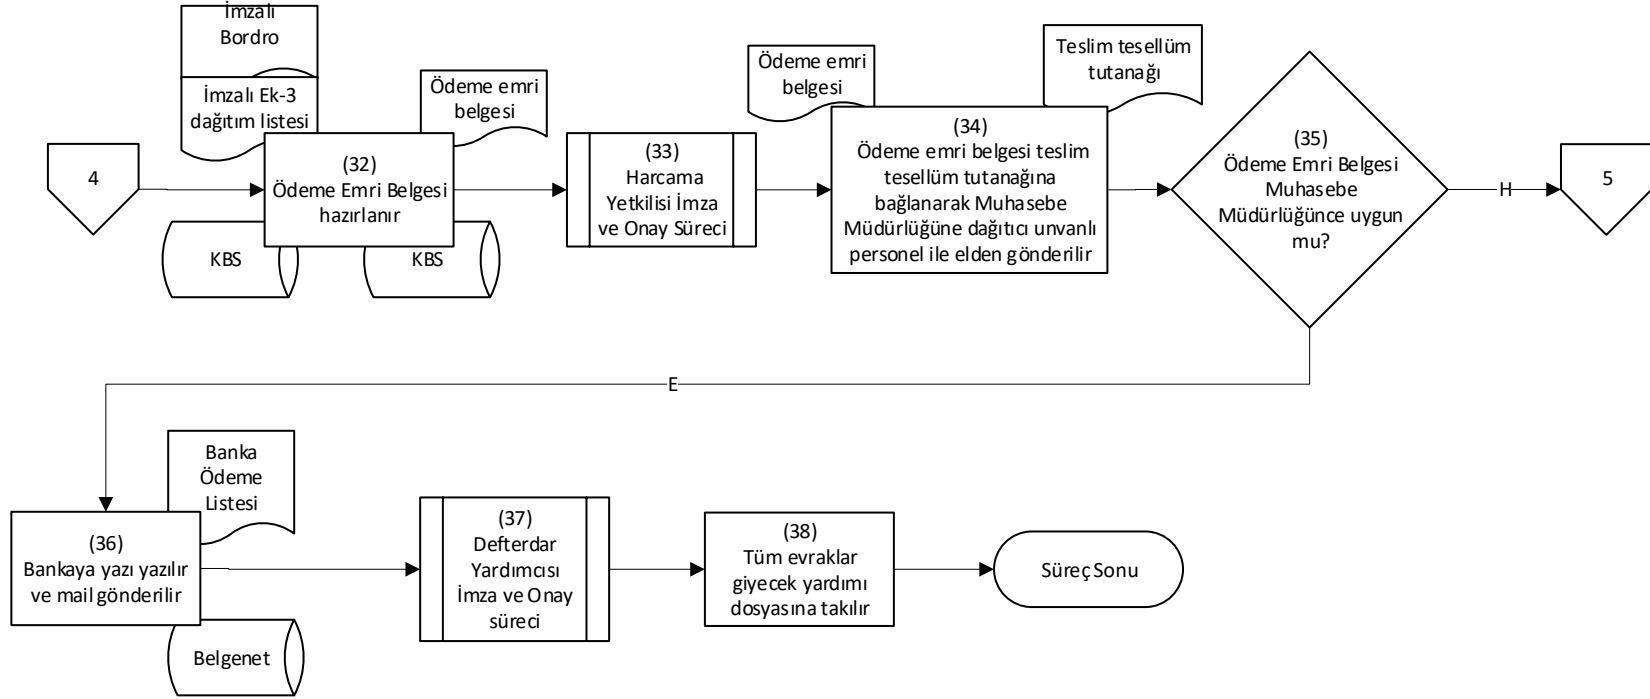 İmzalı
Bordro
İmzalı Ek-3
dağıtım listesi
Ödeme emri
belgesi
4
(32)
Ödeme Emri Belgesi
hazırlanır
KBS
KBS
(33)
Harcama
Yetkilisi İmza
ve Onay Süreci
Ödeme emri
belgesi
Teslim tesellüm
tutanağı
(34)
Ödeme emri belgesi teslim
tesellüm tutanağına
bağlanarak Muhasebe
Müdürlüğüne dağıtıcı unvanlı
personel ile elden gönderilir
(35)
Ödeme Emri Belgesi
Muhasebe
Müdürlüğünce uygun
mu?
H
5
E
Banka
Ödeme
Listesi
(36)
Bankaya yazı yazılır
ve mail gönderilir
Belgenet
(37)
Defterdar
Yardımcısı
İmza ve Onay
süreci
(38)
Tüm evraklar
giyecek yardımı
dosyasına takılır
Süreç Sonu